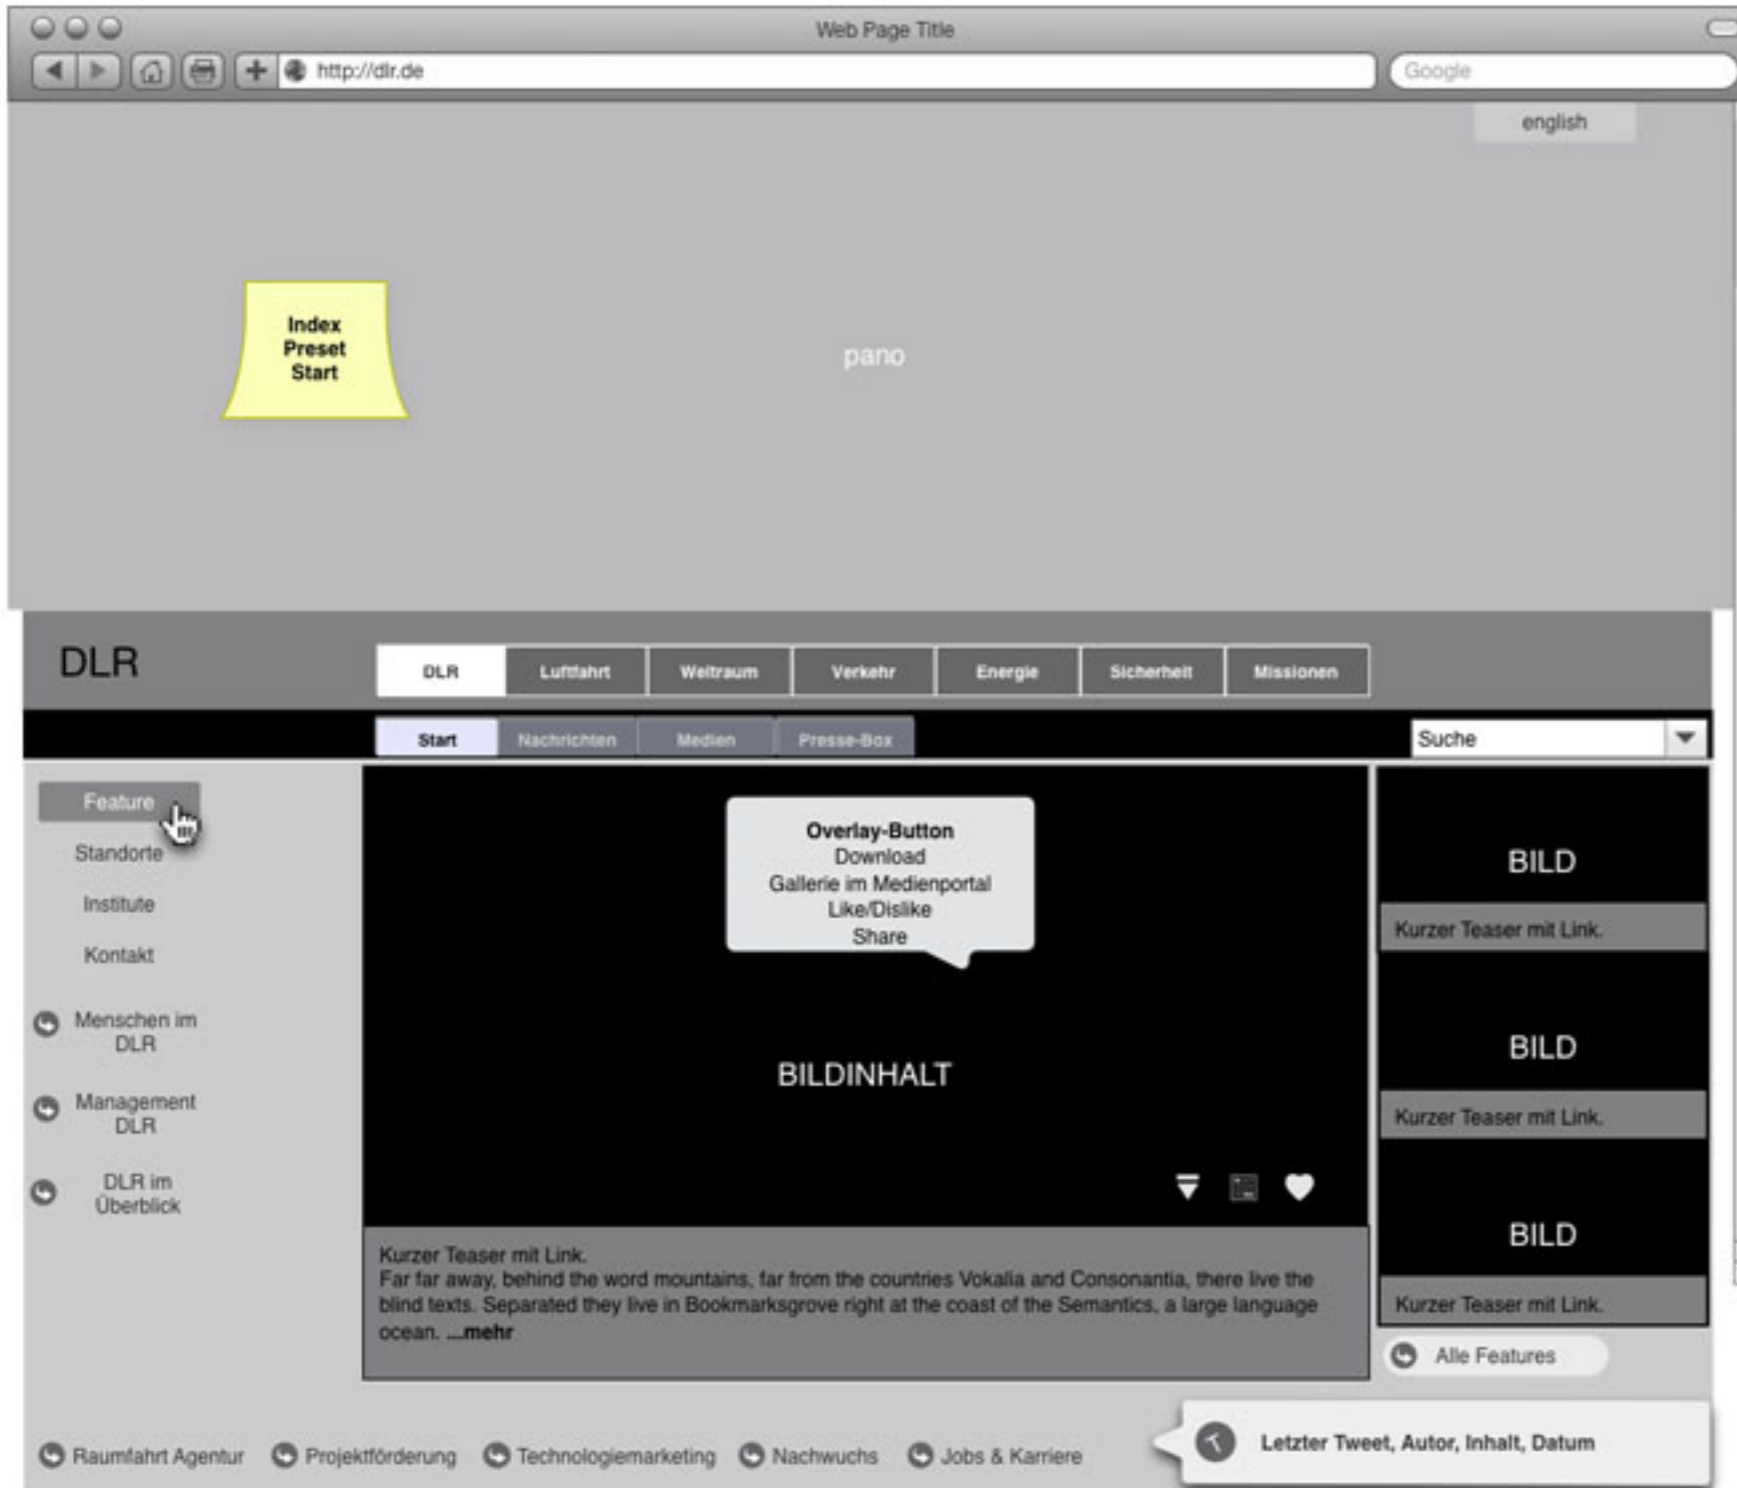 Web Page Title
http://dlr.de
Google
english
Index
Preset
Start
pano
DLR
DLR Luftfahrt Weltraum Verkehr Energie Sicherheit Missionen
Start Nachrichten Medien Presse-Box
Suche
Feature
Standorte
Institute
Kontakt
Menschen im
DLR
Management
DLR
DLR im
Überblick
Overlay-Button
Download
Gallerie im Medienportal
Like/Dislike
Share
BILDINHALT
Kurzer Teaser mit Link.
Far far away, behind the word mountains, far from the countries Vokalia and Consonantia, there live the
blind texts. Separated they live in Bookmarksgrove right at the coast of the Semantics, a large language
ocean. ...mehr
BILD
Kurzer Teaser mit Link.
BILD
Kurzer Teaser mit Link.
BILD
Kurzer Teaser mit Link.
Alle Features
Raumfahrt Agentur Projektförderung Technologiemarketing Nachwuchs Jobs & Karriere
T Letzter Tweet, Autor, Inhalt, Datum